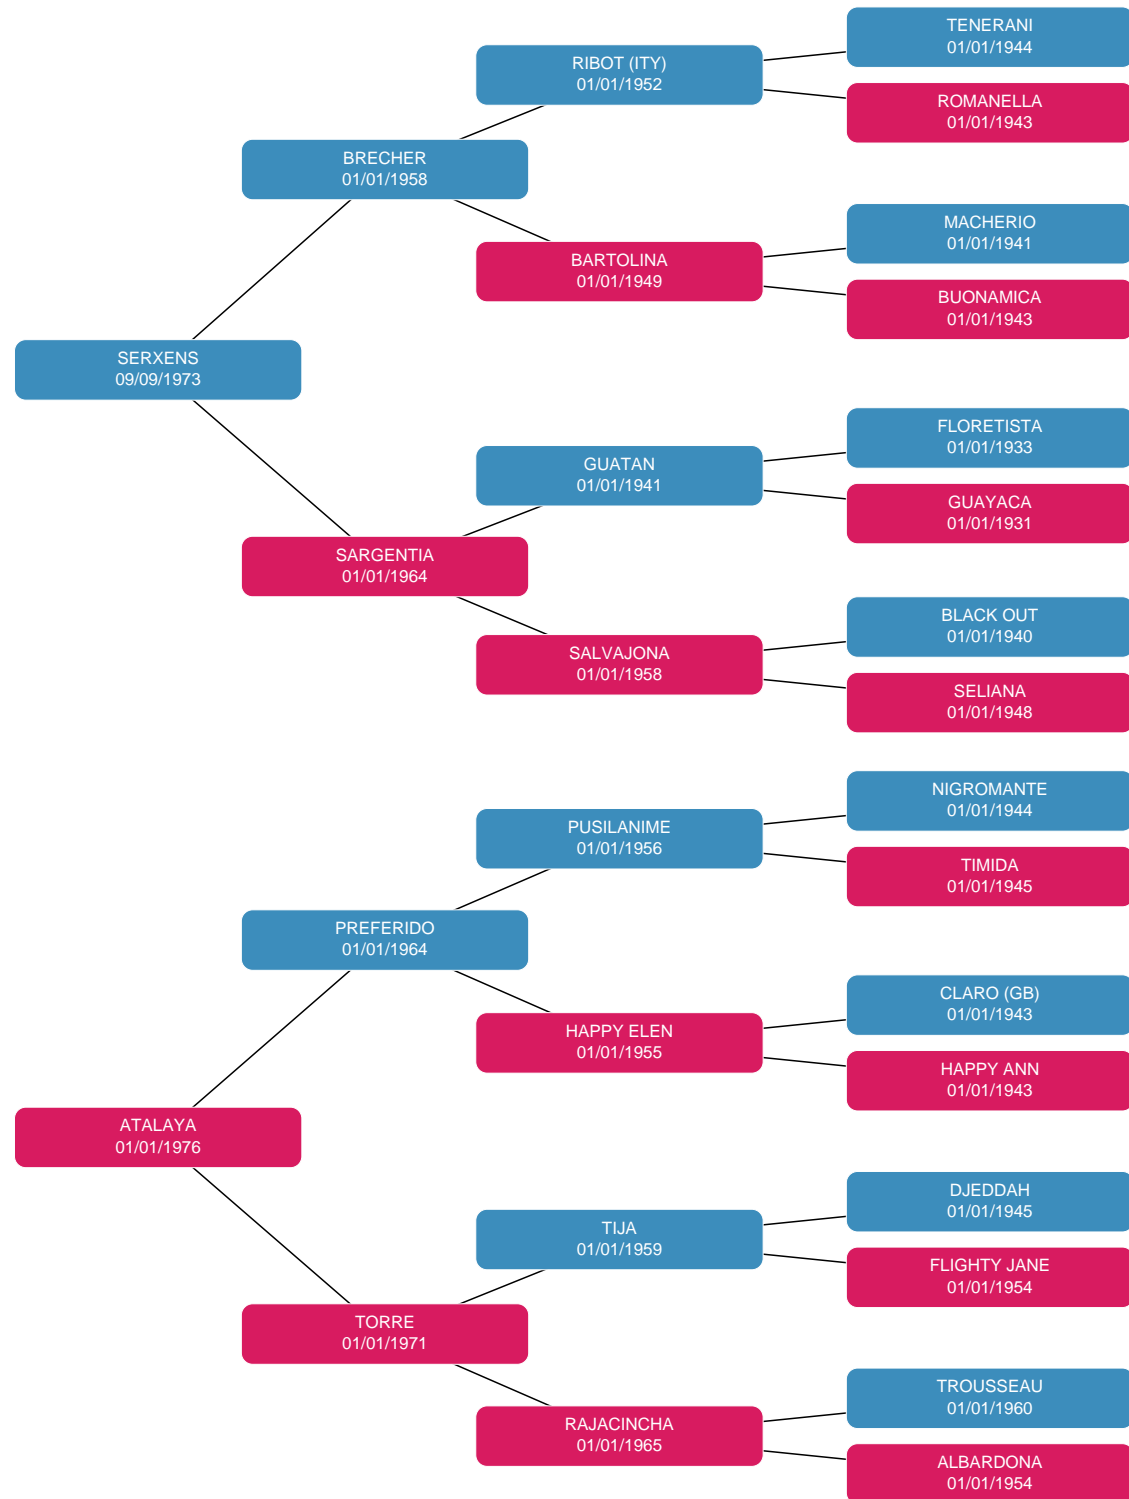 TENERANI
01/01/1944
RIBOT (ITY)
01/01/1952
ROMANELLA
01/01/1943
BRECHER
01/01/1958
MACHERIO
01/01/1941
BARTOLINA
01/01/1949
BUONAMICA
01/01/1943
SERXENS
09/09/1973
FLORETISTA
01/01/1933
GUATAN
01/01/1941
GUAYACA
01/01/1931
SARGENTIA
01/01/1964
BLACK OUT
01/01/1940
SALVAJONA
01/01/1958
SELIANA
01/01/1948
NIGROMANTE
01/01/1944
PUSILANIME
01/01/1956
TIMIDA
01/01/1945
PREFERIDO
01/01/1964
CLARO (GB)
01/01/1943
HAPPY ELEN
01/01/1955
HAPPY ANN
01/01/1943
ATALAYA
01/01/1976
DJEDDAH
01/01/1945
TIJA
01/01/1959
FLIGHTY JANE
01/01/1954
TORRE
01/01/1971
TROUSSEAU
01/01/1960
RAJACINCHA
01/01/1965
ALBARDONA
01/01/1954